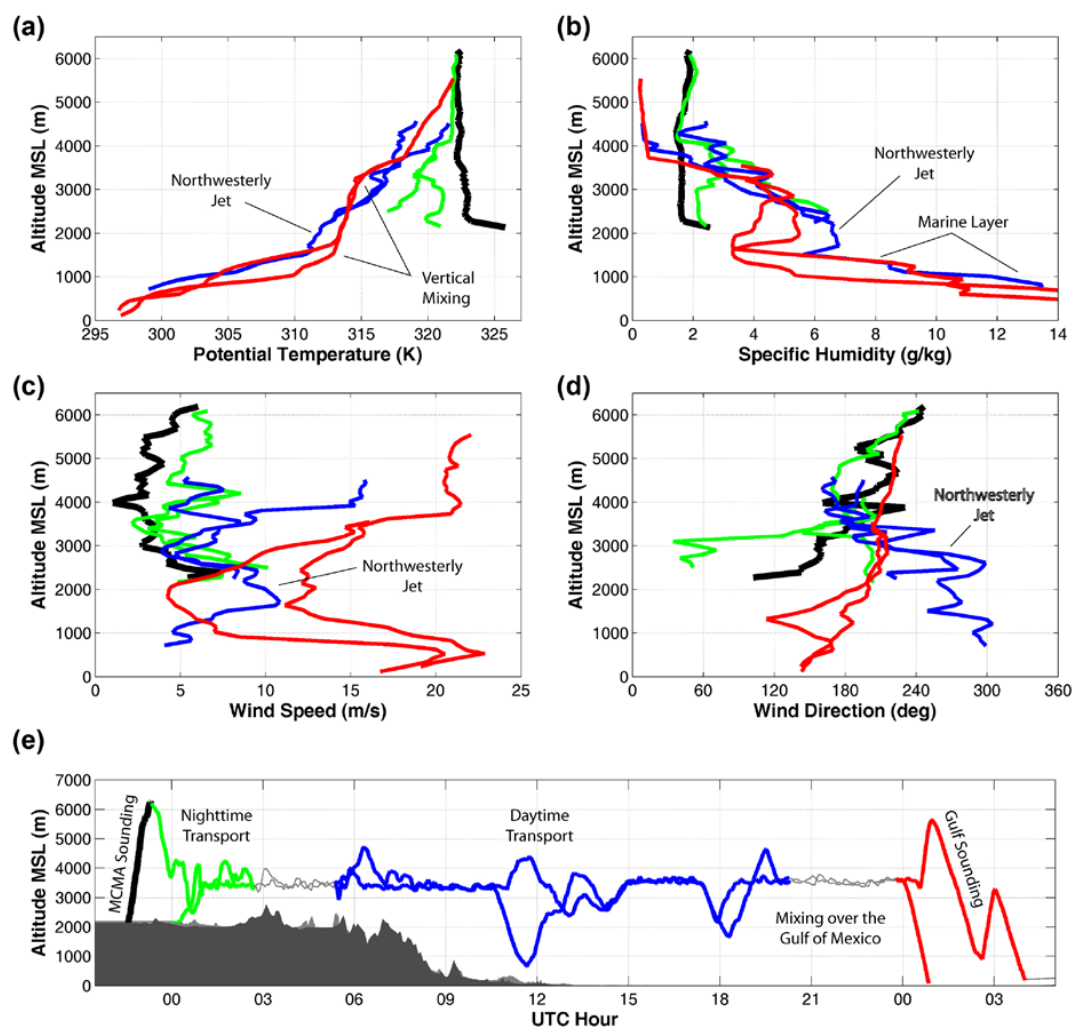 (a)
6000
5000
4000
3000
2000
1000
0
Altitude MSL (m)
Northwesterly
Jet
Vertical
Mixing
295
300
305
310
315
320
325
Potential Temperature (K)
(b)
6000
5000
4000
3000
2000
1000
0
Altitude MSL (m)
Northwesterly
Jet
Marine Layer
0
2
4
6
8
10
12
14
Specific Humidity (g/kg)
(c)
6000
5000
4000
3000
2000
1000
0
Altitude MSL (m)
Northwesterly
Jet
0
5
10
15
20
25
Wind Speed (m/s)
(d)
6000
5000
4000
3000
2000
1000
0
Altitude MSL (m)
Northwesterly
Jet
0
60
120
180
240
300
360
Wind Direction (deg)
(e)
7000
6000
5000
4000
3000
2000
1000
0
Altitude MSL (m)
MCMA Sounding
Nighttime
Transport
Daytime
Transport
Mixing over the
Gulf of Mexico
Gulf Sounding
00
03
06
09
12
15
18
21
00
03
UTC Hour